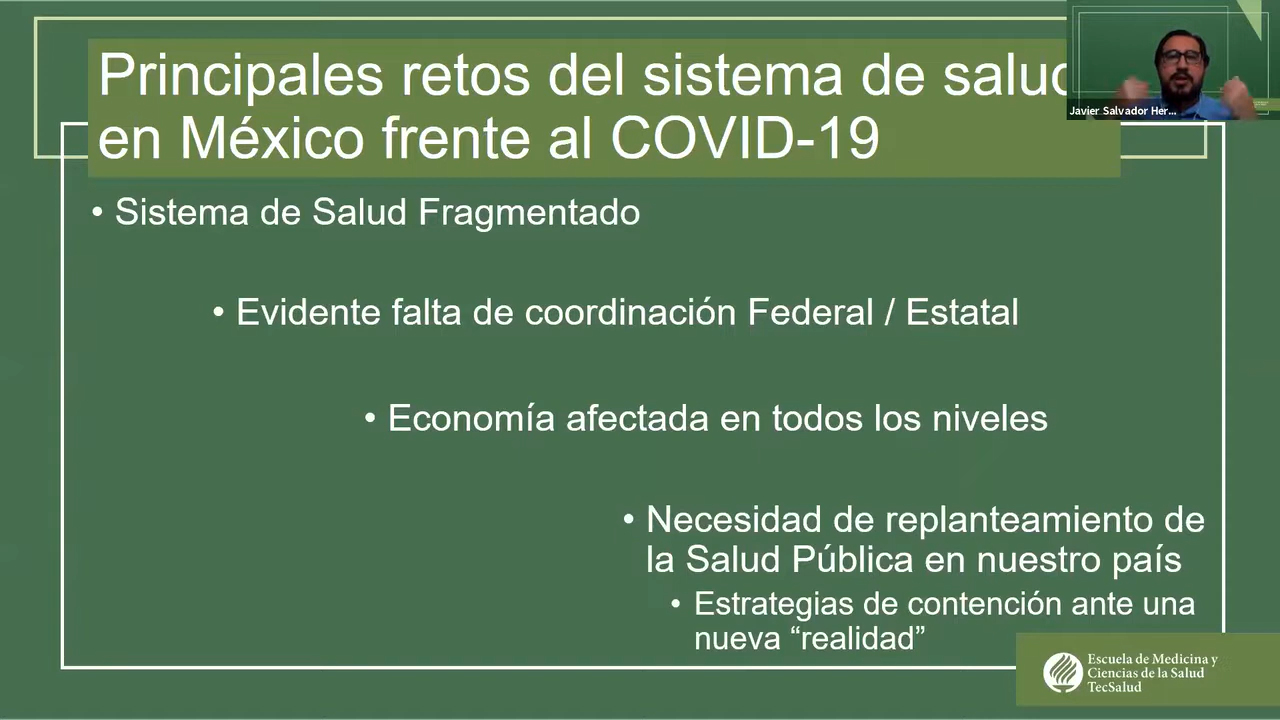 Principales retos del sistema de salud
en México frente al COVID-19
Javier Salvador Her...
• Sistema de Salud Fragmentado
• Evidente falta de coordinación Federal / Estatal
• Economía afectada en todos los niveles
• Necesidad de replanteamiento de
la Salud Pública en nuestro país
• Estrategias de contención ante una
nueva “realidad”
Escuela de Medicina y
Ciencias de la Salud
TecSalud